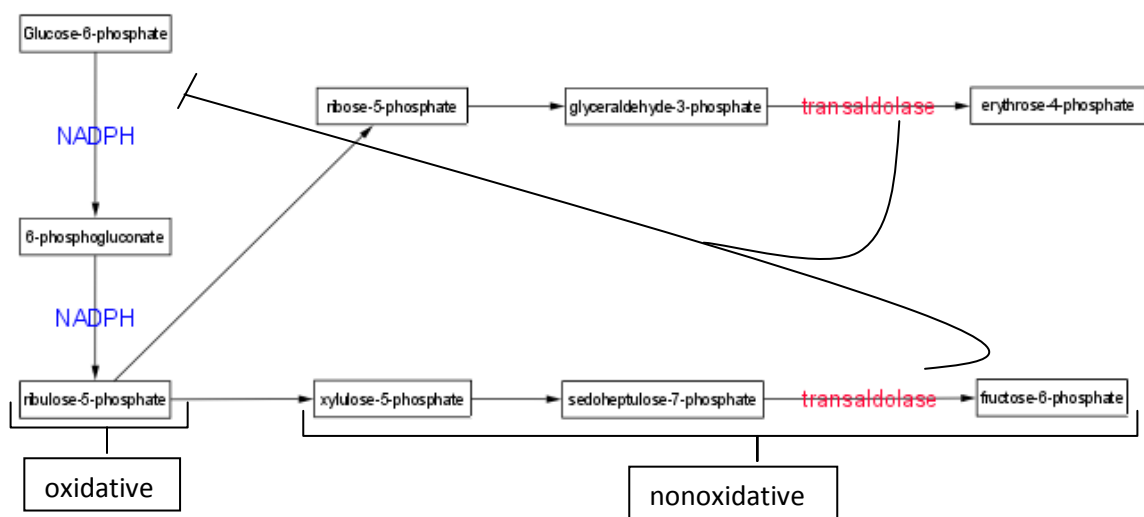 Glucose-6-phosphate
NADPH
6-phosphogluconate
NADPH
ribulose-5-phosphate
ribose-5-phosphate
glyceraldehyde-3-phosphate
transaldolase
erythrose-4-phosphate
xylulose-5-phosphate
sedoheptulose-7-phosphate
transaldolase
fructose-6-phosphate
oxidative
nonoxidative